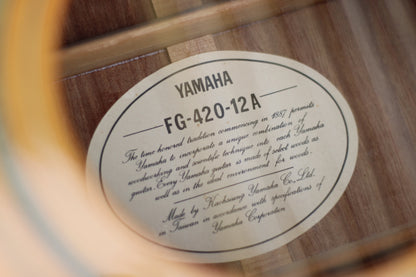 YAMAHA
FG-420-12A
The time honored tradition commencing in 1887 permits
Yamaha to incorporate a unique combination of
woodworking and scientific technique into each Yamaha
guitar. Every Yamaha guitar is made of select woods as
well as in the ideal environment for woods.
Made by Kaohsiung Yamaha Co., Ltd.
in Taiwan in accordance with specifications of
Yamaha Corporation